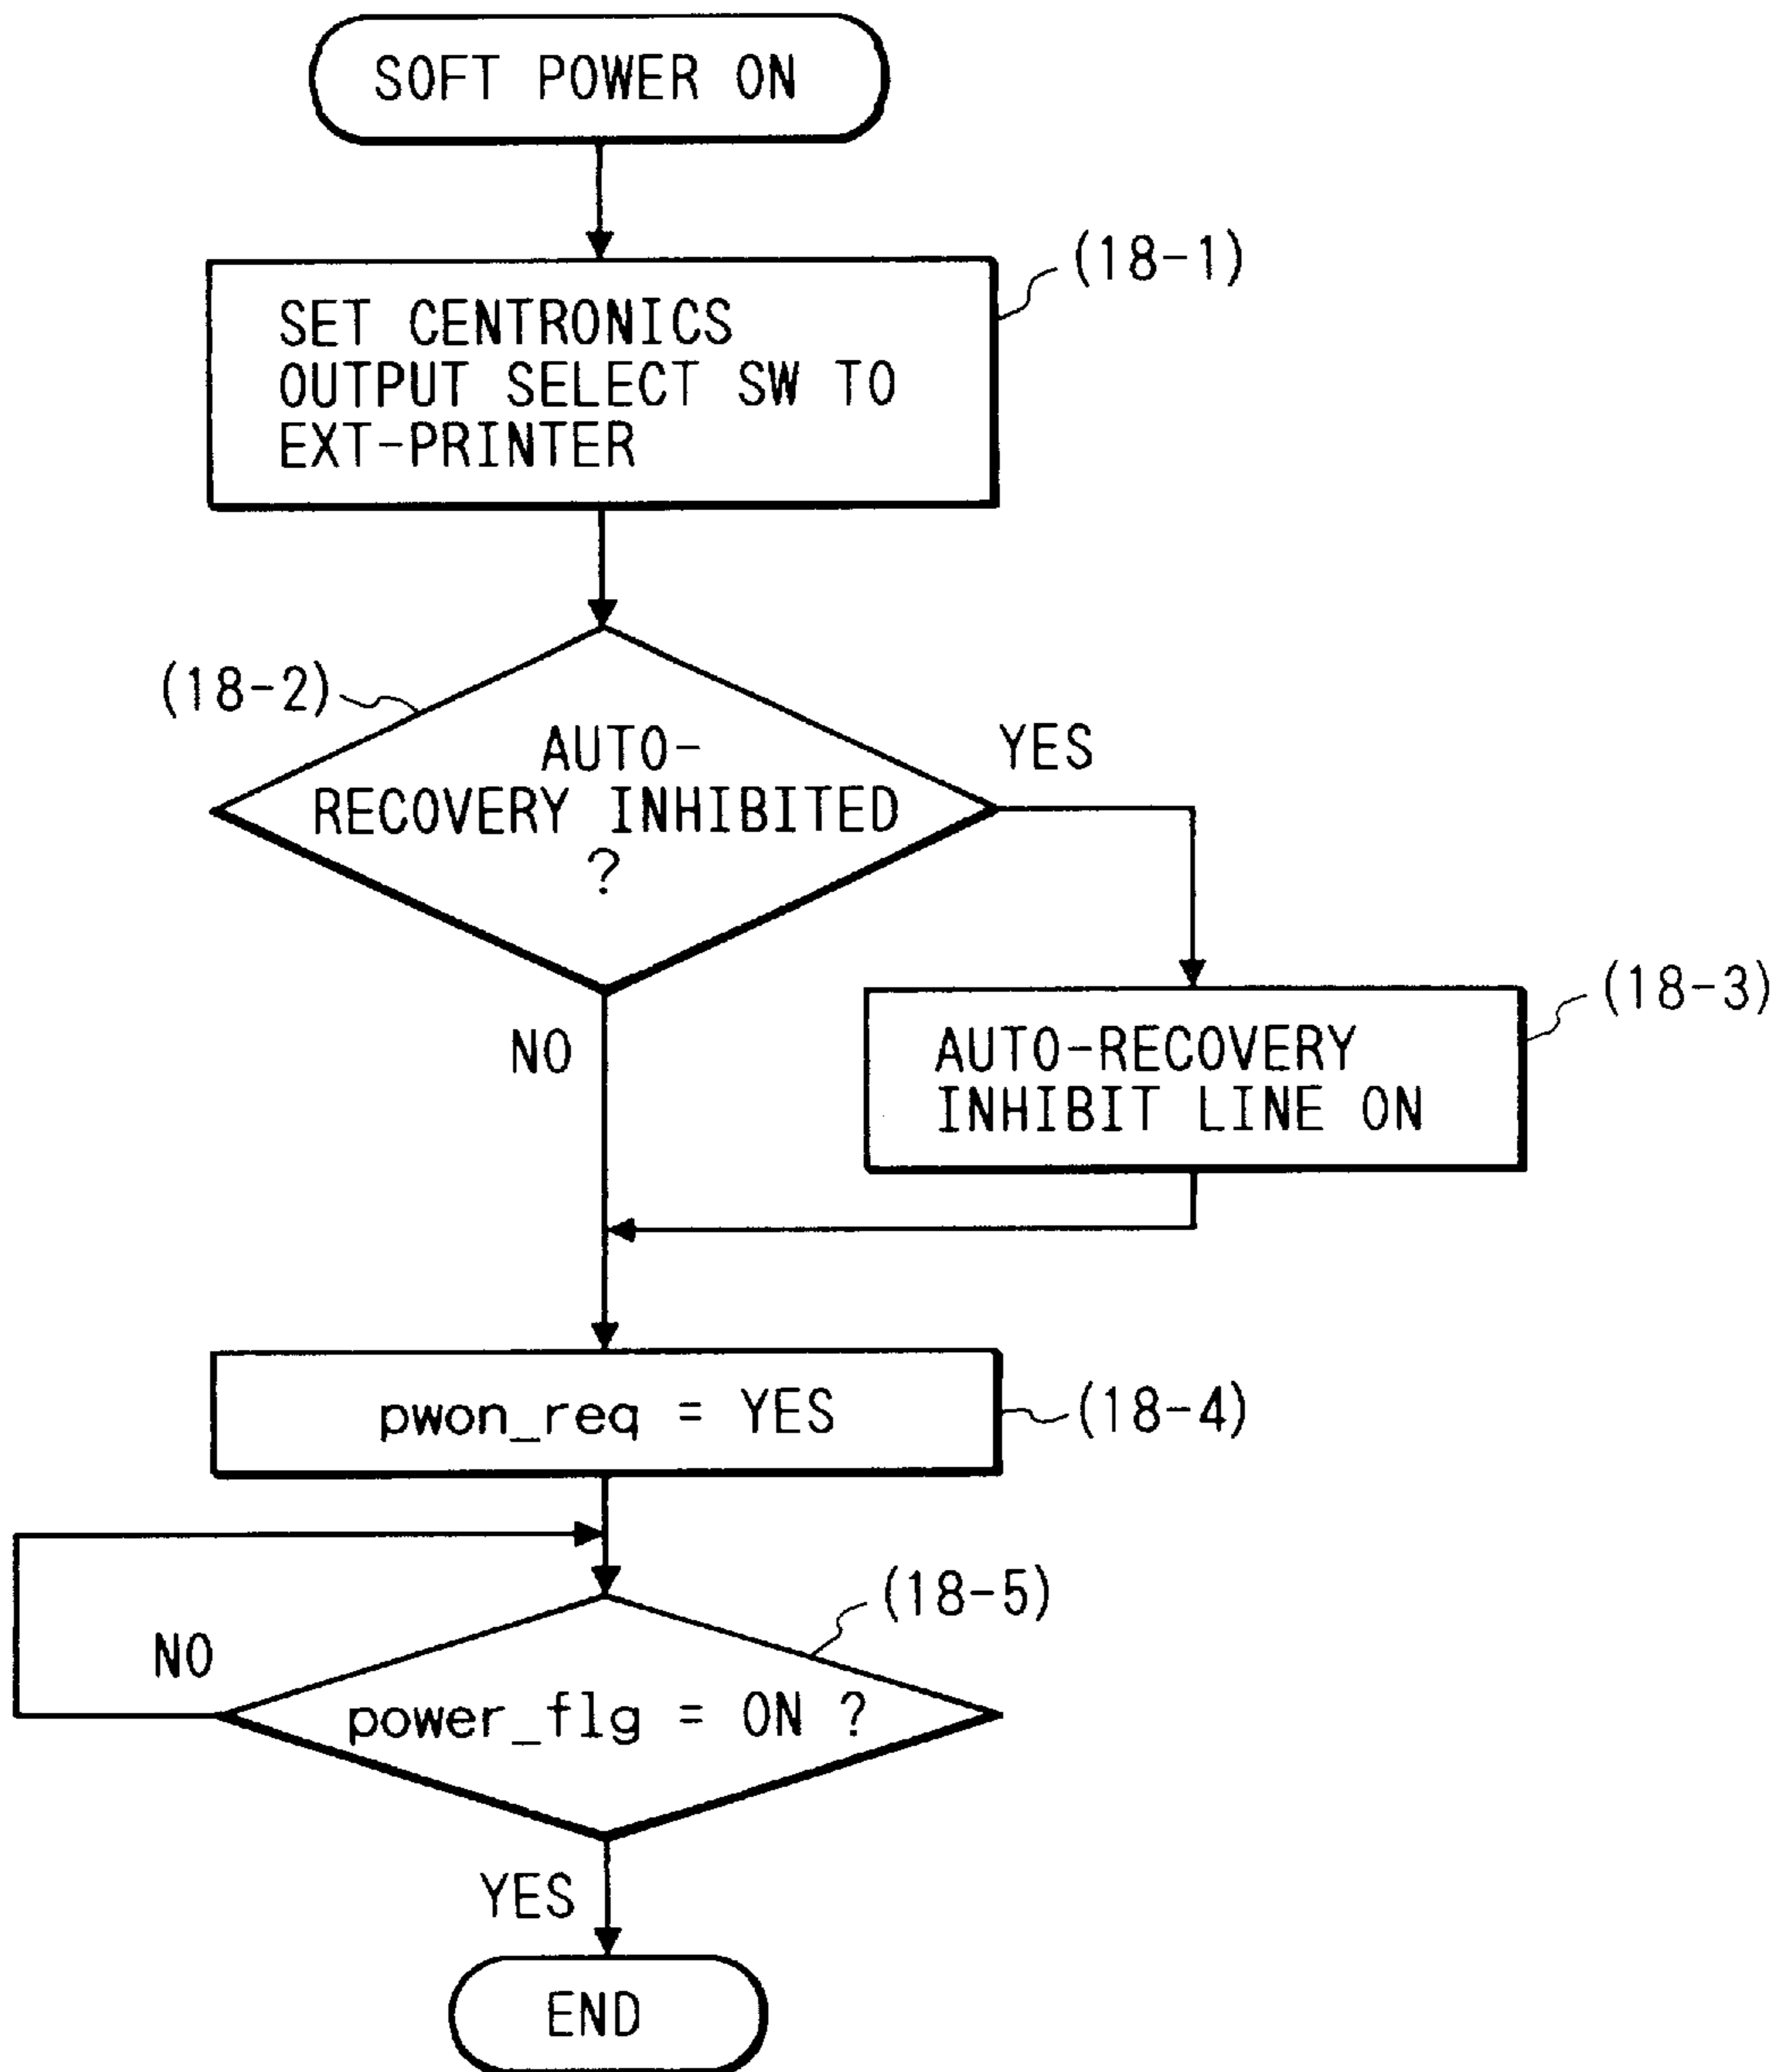 SOFT POWER ON
(18-1)
SET CENTRONICS
OUTPUT SELECT SW TO
EXT-PRINTER
(18-2)
AUTO-
RECOVERY INHIBITED
?
YES
NO
(18-3)
AUTO-RECOVERY
INHIBIT LINE ON
pwon_req = YES
(18-4)
(18-5)
NO
power_flg = ON ?
YES
END